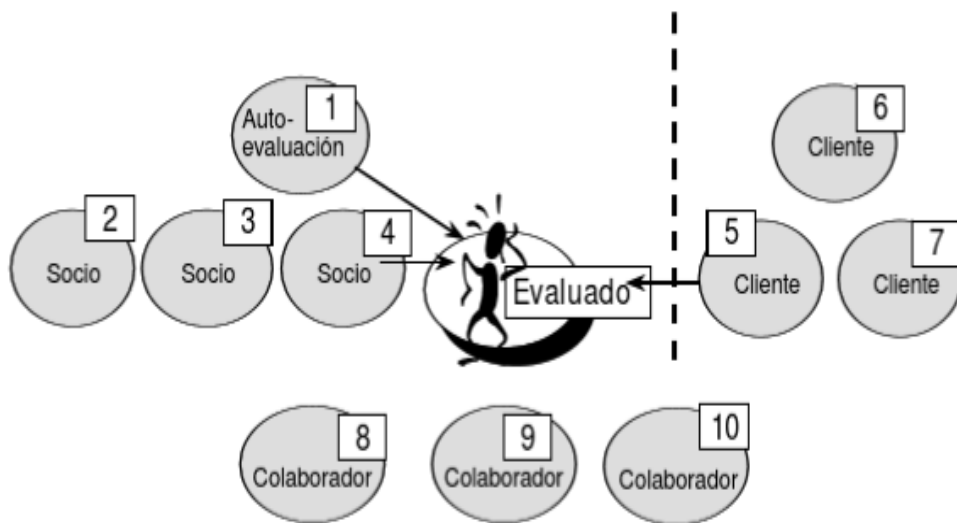 1
Auto-
evaluación
6
Cliente
2
Socio
3
Socio
4
Socio
Evaluado
5
Cliente
7
Cliente
8
Colaborador
9
Colaborador
10
Colaborador